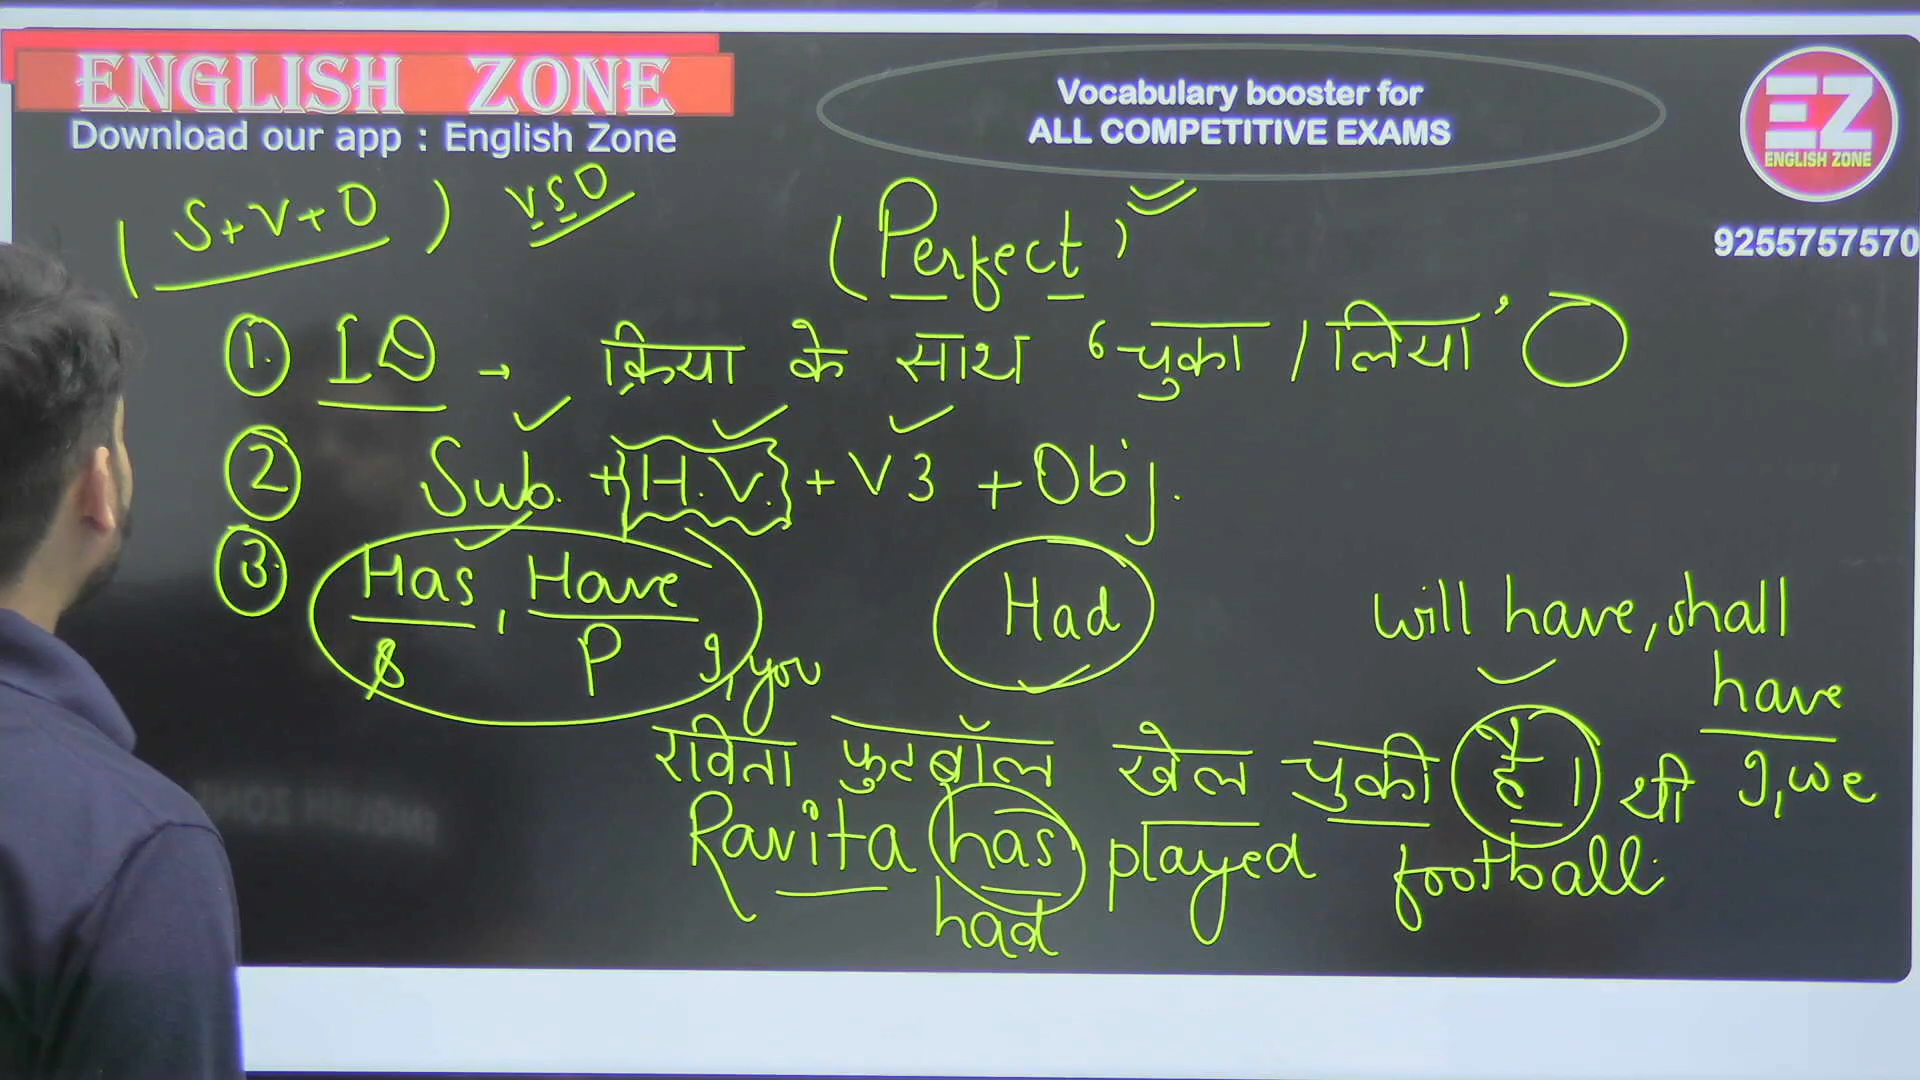 ENGLISH ZONE
Download our app : English Zone
Vocabulary booster for
ALL COMPETITIVE EXAMS
EZ
ENGLISH ZONE
9255757570
(S+V+O) VSO
(Perfect)
1. ID → क्रिया के साथ 'चुका / लिया'
2 Sub. + H.V. + V3 + Obj.
3. Has, Have Had will have, shall have
S P I, you I, we
रविता फुटबॉल खेल चुकी है। थी
Ravita has played football.
had